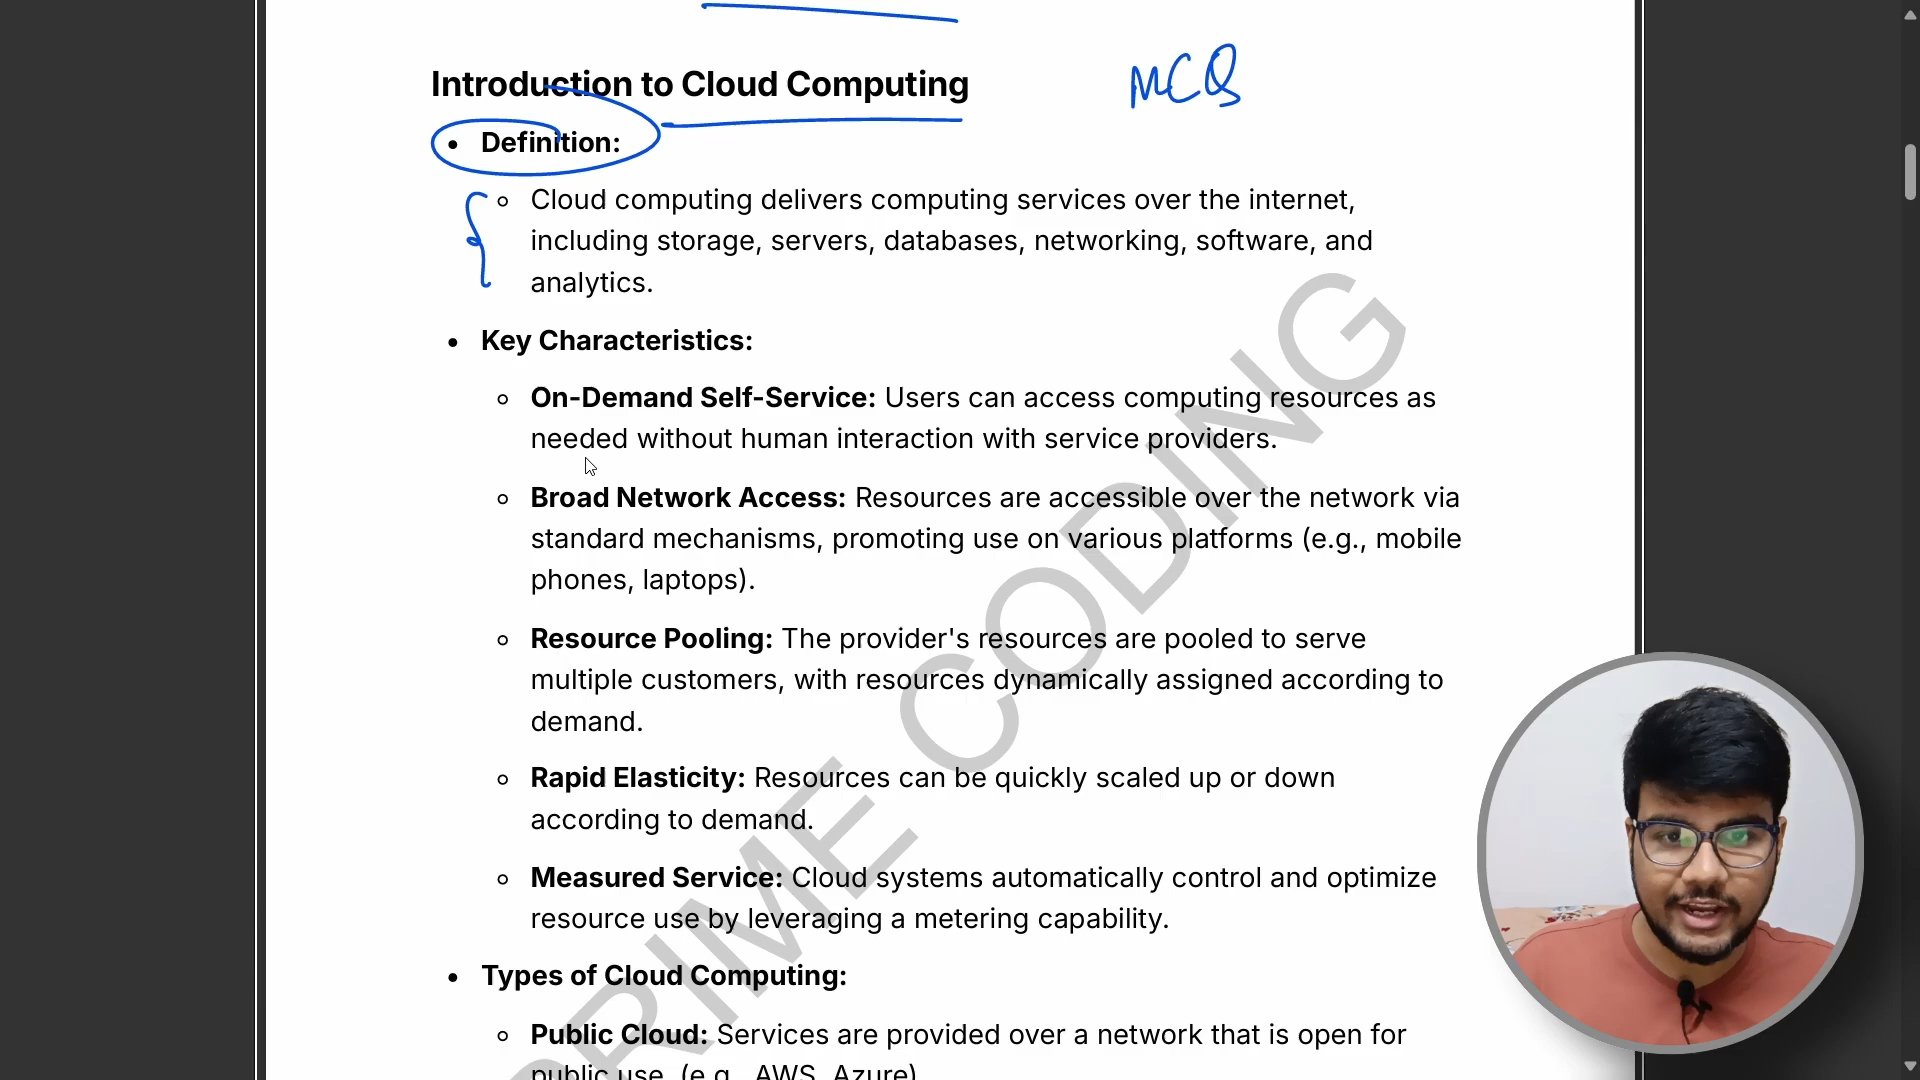 Introduction to Cloud Computing
MCQ
• Definition:
◦ Cloud computing delivers computing services over the internet,
including storage, servers, databases, networking, software, and
analytics.
• Key Characteristics:
◦ On-Demand Self-Service: Users can access computing resources as
needed without human interaction with service providers.
◦ Broad Network Access: Resources are accessible over the network via
standard mechanisms, promoting use on various platforms (e.g., mobile
phones, laptops).
◦ Resource Pooling: The provider's resources are pooled to serve
multiple customers, with resources dynamically assigned according to
demand.
◦ Rapid Elasticity: Resources can be quickly scaled up or down
according to demand.
◦ Measured Service: Cloud systems automatically control and optimize
resource use by leveraging a metering capability.
• Types of Cloud Computing:
◦ Public Cloud: Services are provided over a network that is open for
public use. (e.g., AWS, Azure)
PRIME CODING